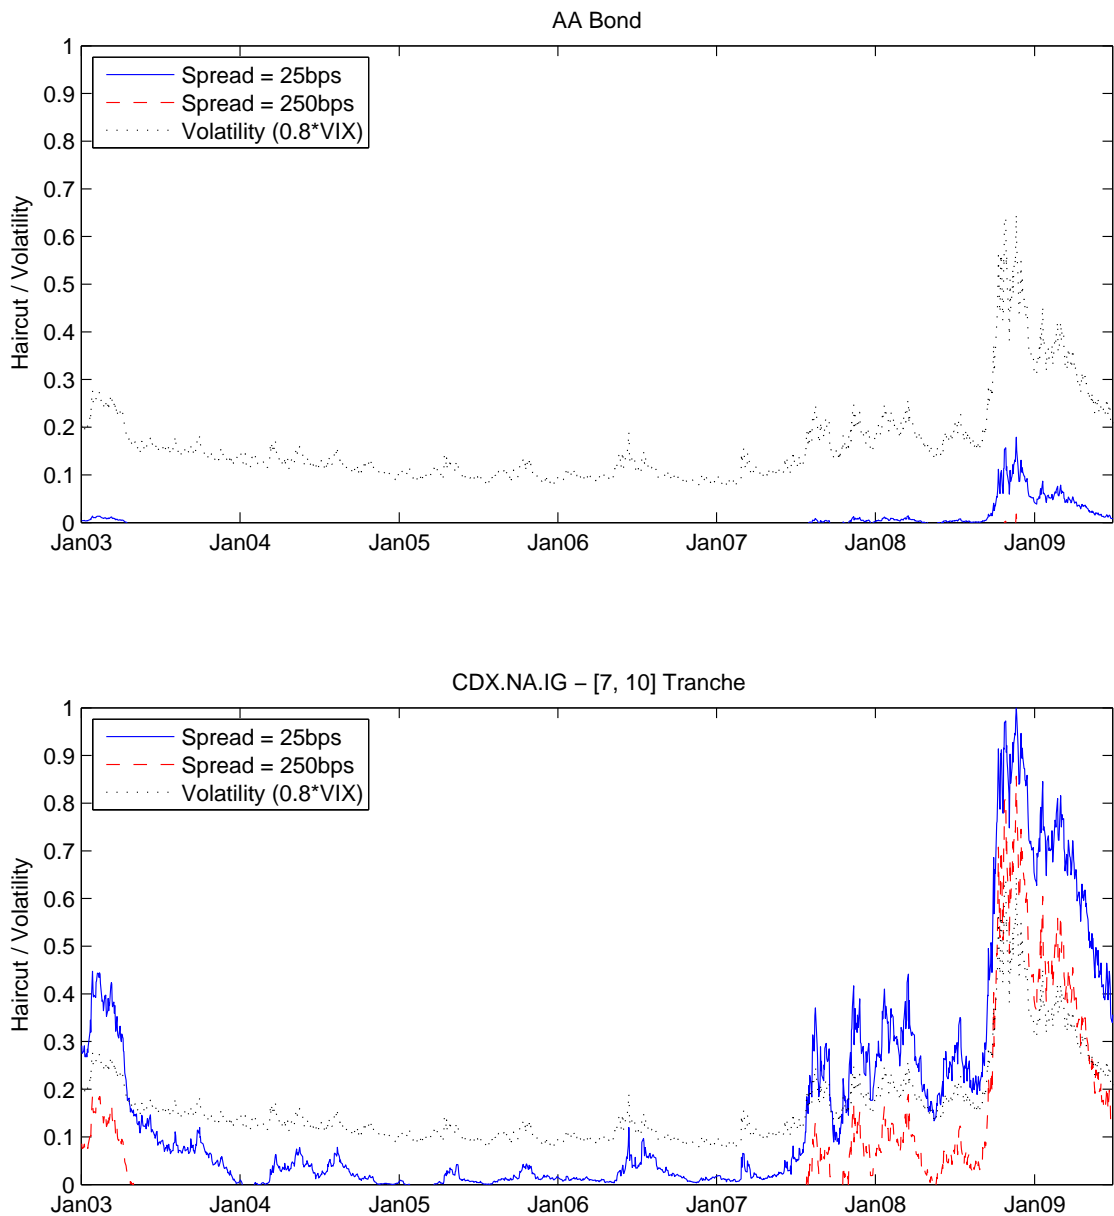 AA Bond
1
0.9
0.8
0.7
0.6
0.5
0.4
0.3
0.2
0.1
0
Haircut / Volatility
Spread = 25bps
Spread = 250bps
Volatility (0.8*VIX)
Jan03 Jan04 Jan05 Jan06 Jan07 Jan08 Jan09
CDX.NA.IG − [7, 10] Tranche
1
0.9
0.8
0.7
0.6
0.5
0.4
0.3
0.2
0.1
0
Haircut / Volatility
Spread = 25bps
Spread = 250bps
Volatility (0.8*VIX)
Jan03 Jan04 Jan05 Jan06 Jan07 Jan08 Jan09